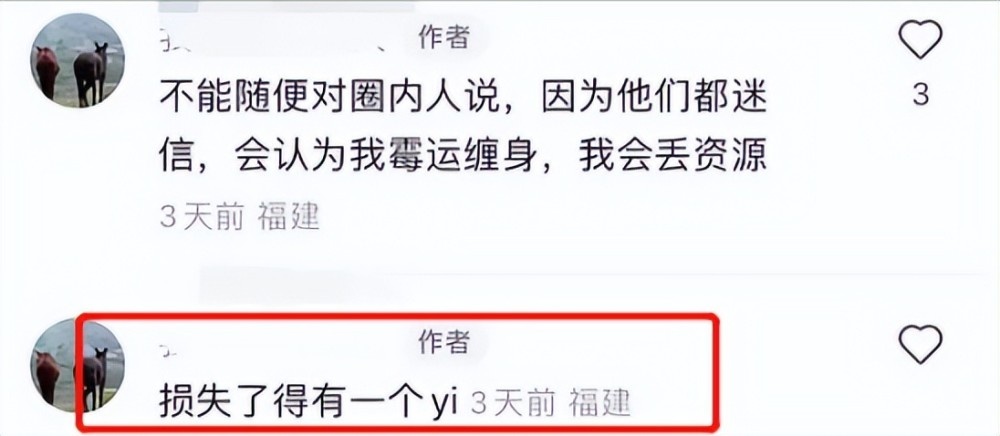 作者
不能随便对圈内人说，因为他们都迷
信，会认为我霉运缠身，我会丢资源
3
3天前 福建
作者
损失了得有一个yi 3天前 福建